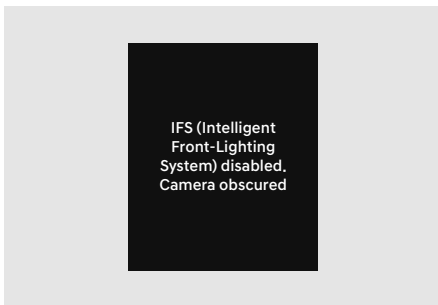 IFS (Intelligent
Front-Lighting
System) disabled.
Camera obscured